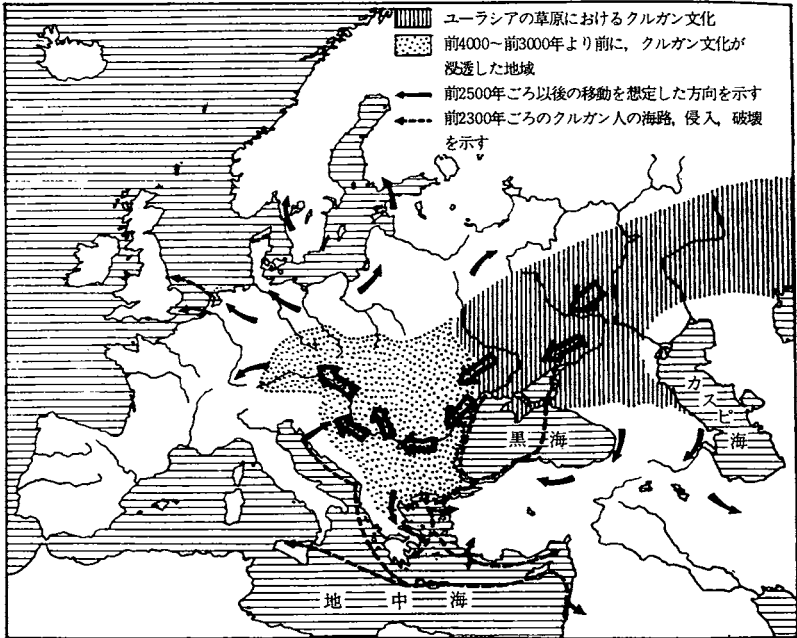 ユーラシアの草原におけるクルガン文化
前4000〜前3000年より前に，クルガン文化が
浸透した地域
前2500年ごろ以後の移動を想定した方向を示す
前2300年ごろのクルガン人の海路，侵入，破壊
を示す
カスピ海
黒海
地中海